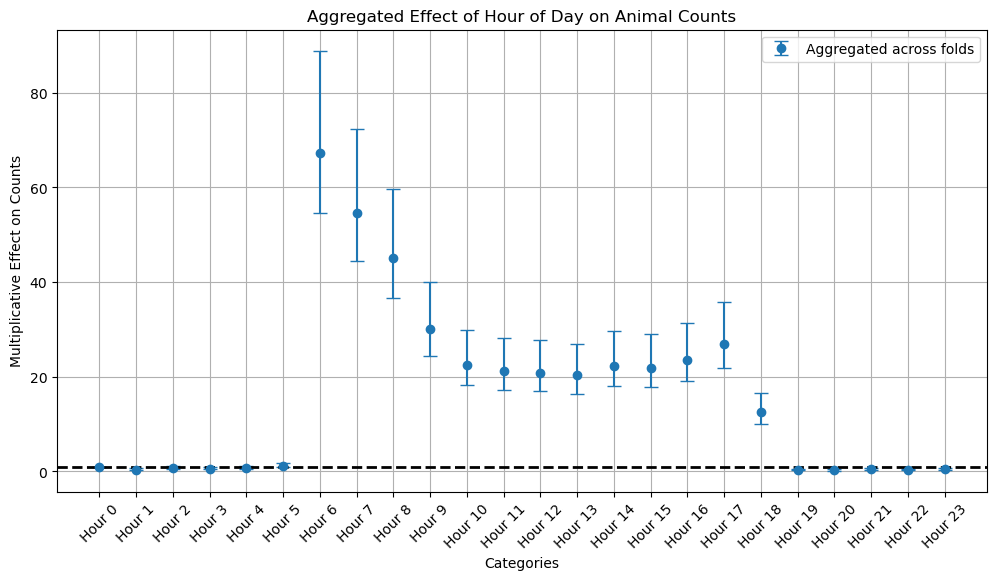 Aggregated Effect of Hour of Day on Animal Counts
Aggregated across folds
Multiplicative Effect on Counts
80
60
40
20
0
Hour 0
Hour 1
Hour 2
Hour 3
Hour 4
Hour 5
Hour 6
Hour 7
Hour 8
Hour 9
Hour 10
Hour 11
Hour 12
Hour 13
Hour 14
Hour 15
Hour 16
Hour 17
Hour 18
Hour 19
Hour 20
Hour 21
Hour 22
Hour 23
Categories